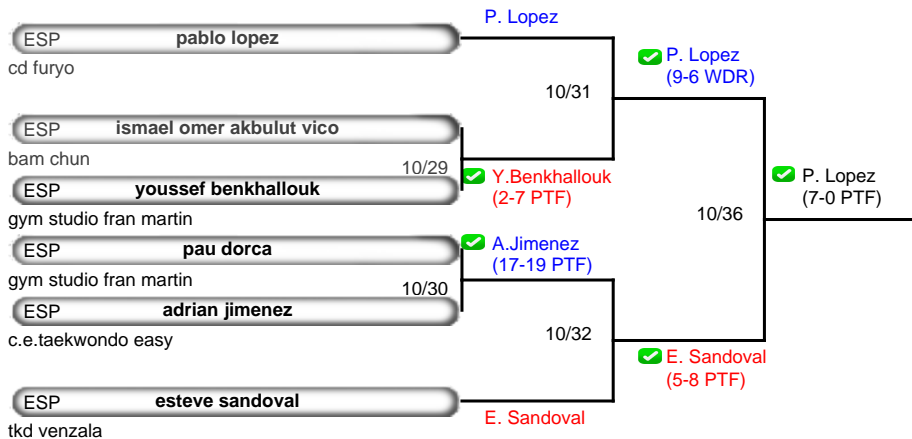 ESP pablo lopez
cd furyo
P. Lopez
P. Lopez
(9-6 WDR)
10/31
ESP ismael omer akbulut vico
bam chun
10/29
ESP youssef benkhallouk
gym studio fran martin
Y.Benkhallouk
(2-7 PTF)
P. Lopez
(7-0 PTF)
10/36
ESP pau dorca
gym studio fran martin
A.Jimenez
(17-19 PTF)
10/30
ESP adrian jimenez
c.e.taekwondo easy
10/32
E. Sandoval
(5-8 PTF)
ESP esteve sandoval
tkd venzala
E. Sandoval